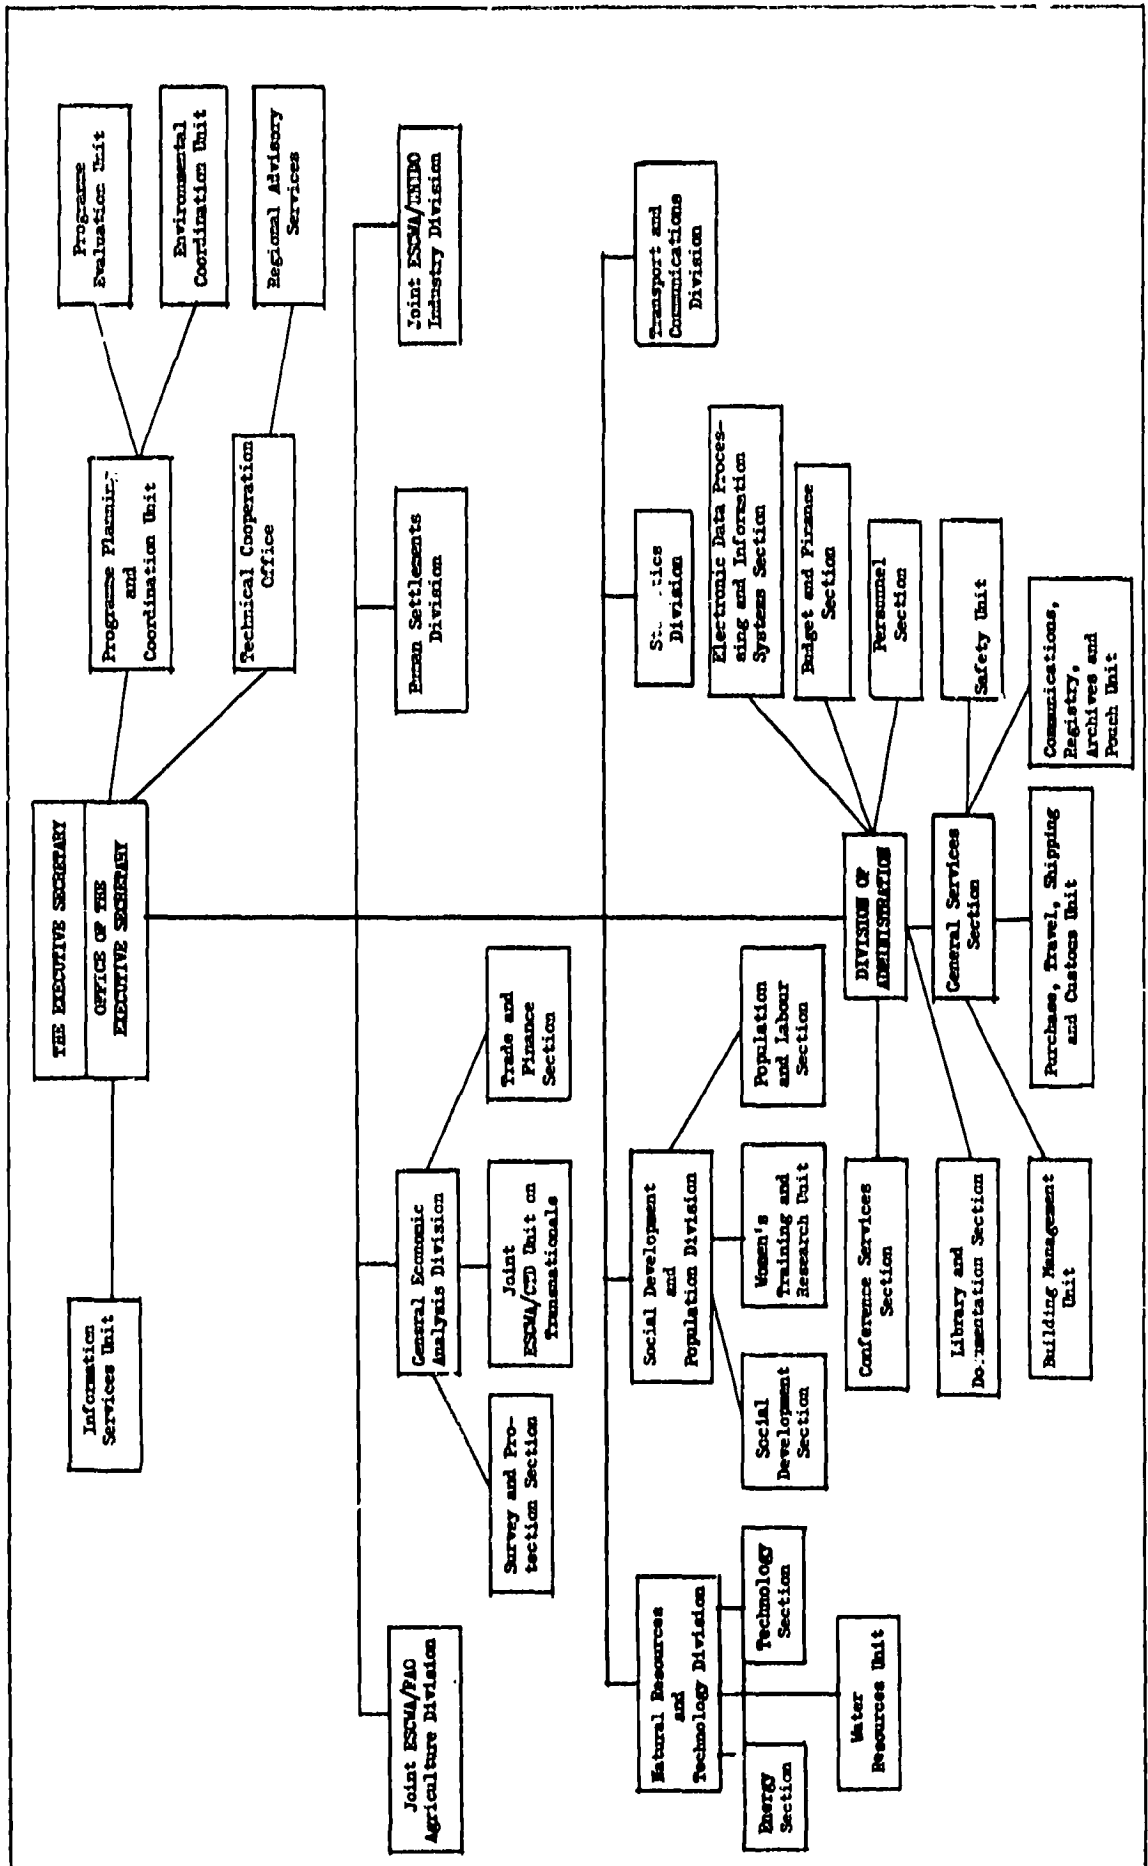 THE EXECUTIVE SECRETARY
OFFICE OF THE
EXECUTIVE SECRETARY
Information
Services Unit
Programme Planning
and
Coordination Unit
Programme
Evaluation Unit
Environmental
Coordination Unit
Technical Cooperation
Office
Regional Advisory
Services
Joint ESCWA/FAO
Agriculture Division
General Economic
Analysis Division
Human Settlements
Division
Joint ESCWA/UNIDO
Industry Division
Survey and Pro-
tection Section
Joint
ESCWA/CTD Unit on
Transnationals
Trade and
Finance
Section
Natural Resources
and
Technology Division
Social Development
and
Population Division
Division
Transport and
Communications
Division
Energy
Section
Technology
Section
Water
Resources Unit
Social
Development
Section
Women's
Training and
Research Unit
Population
and Labour
Section
Electronic Data Proces-
sing and Information
Systems Section
Budget and Finance
Section
Personnel
Section
DIVISION OF
ADMINISTRATION
Conference Services
Section
Library and
Documentation Section
General Services
Section
Safety Unit
Building Management
Unit
Purchase, Travel, Shipping
and Customs Unit
Communications,
Registry,
Archives and
Pouch Unit